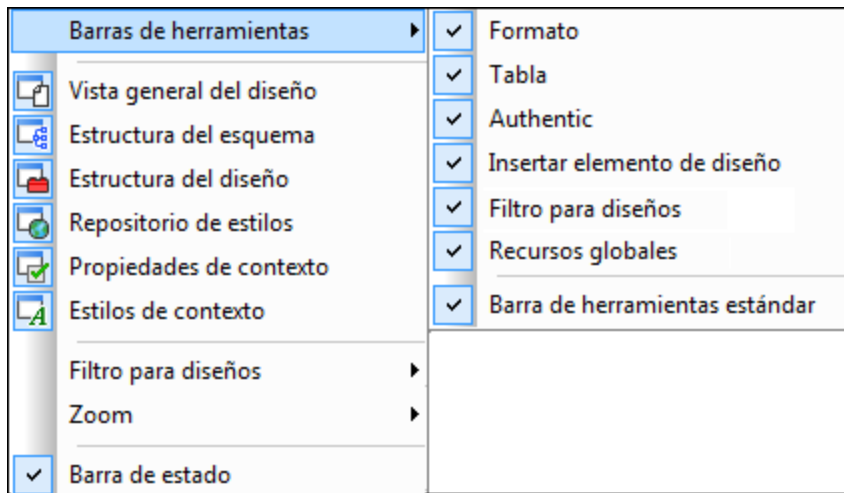 Barras de herramientas
Vista general del diseño
Estructura del esquema
Estructura del diseño
Repositorio de estilos
Propiedades de contexto
Estilos de contexto
Filtro para diseños
Zoom
Barra de estado
Formato
Tabla
Authentic
Insertar elemento de diseño
Filtro para diseños
Recursos globales
Barra de herramientas estándar